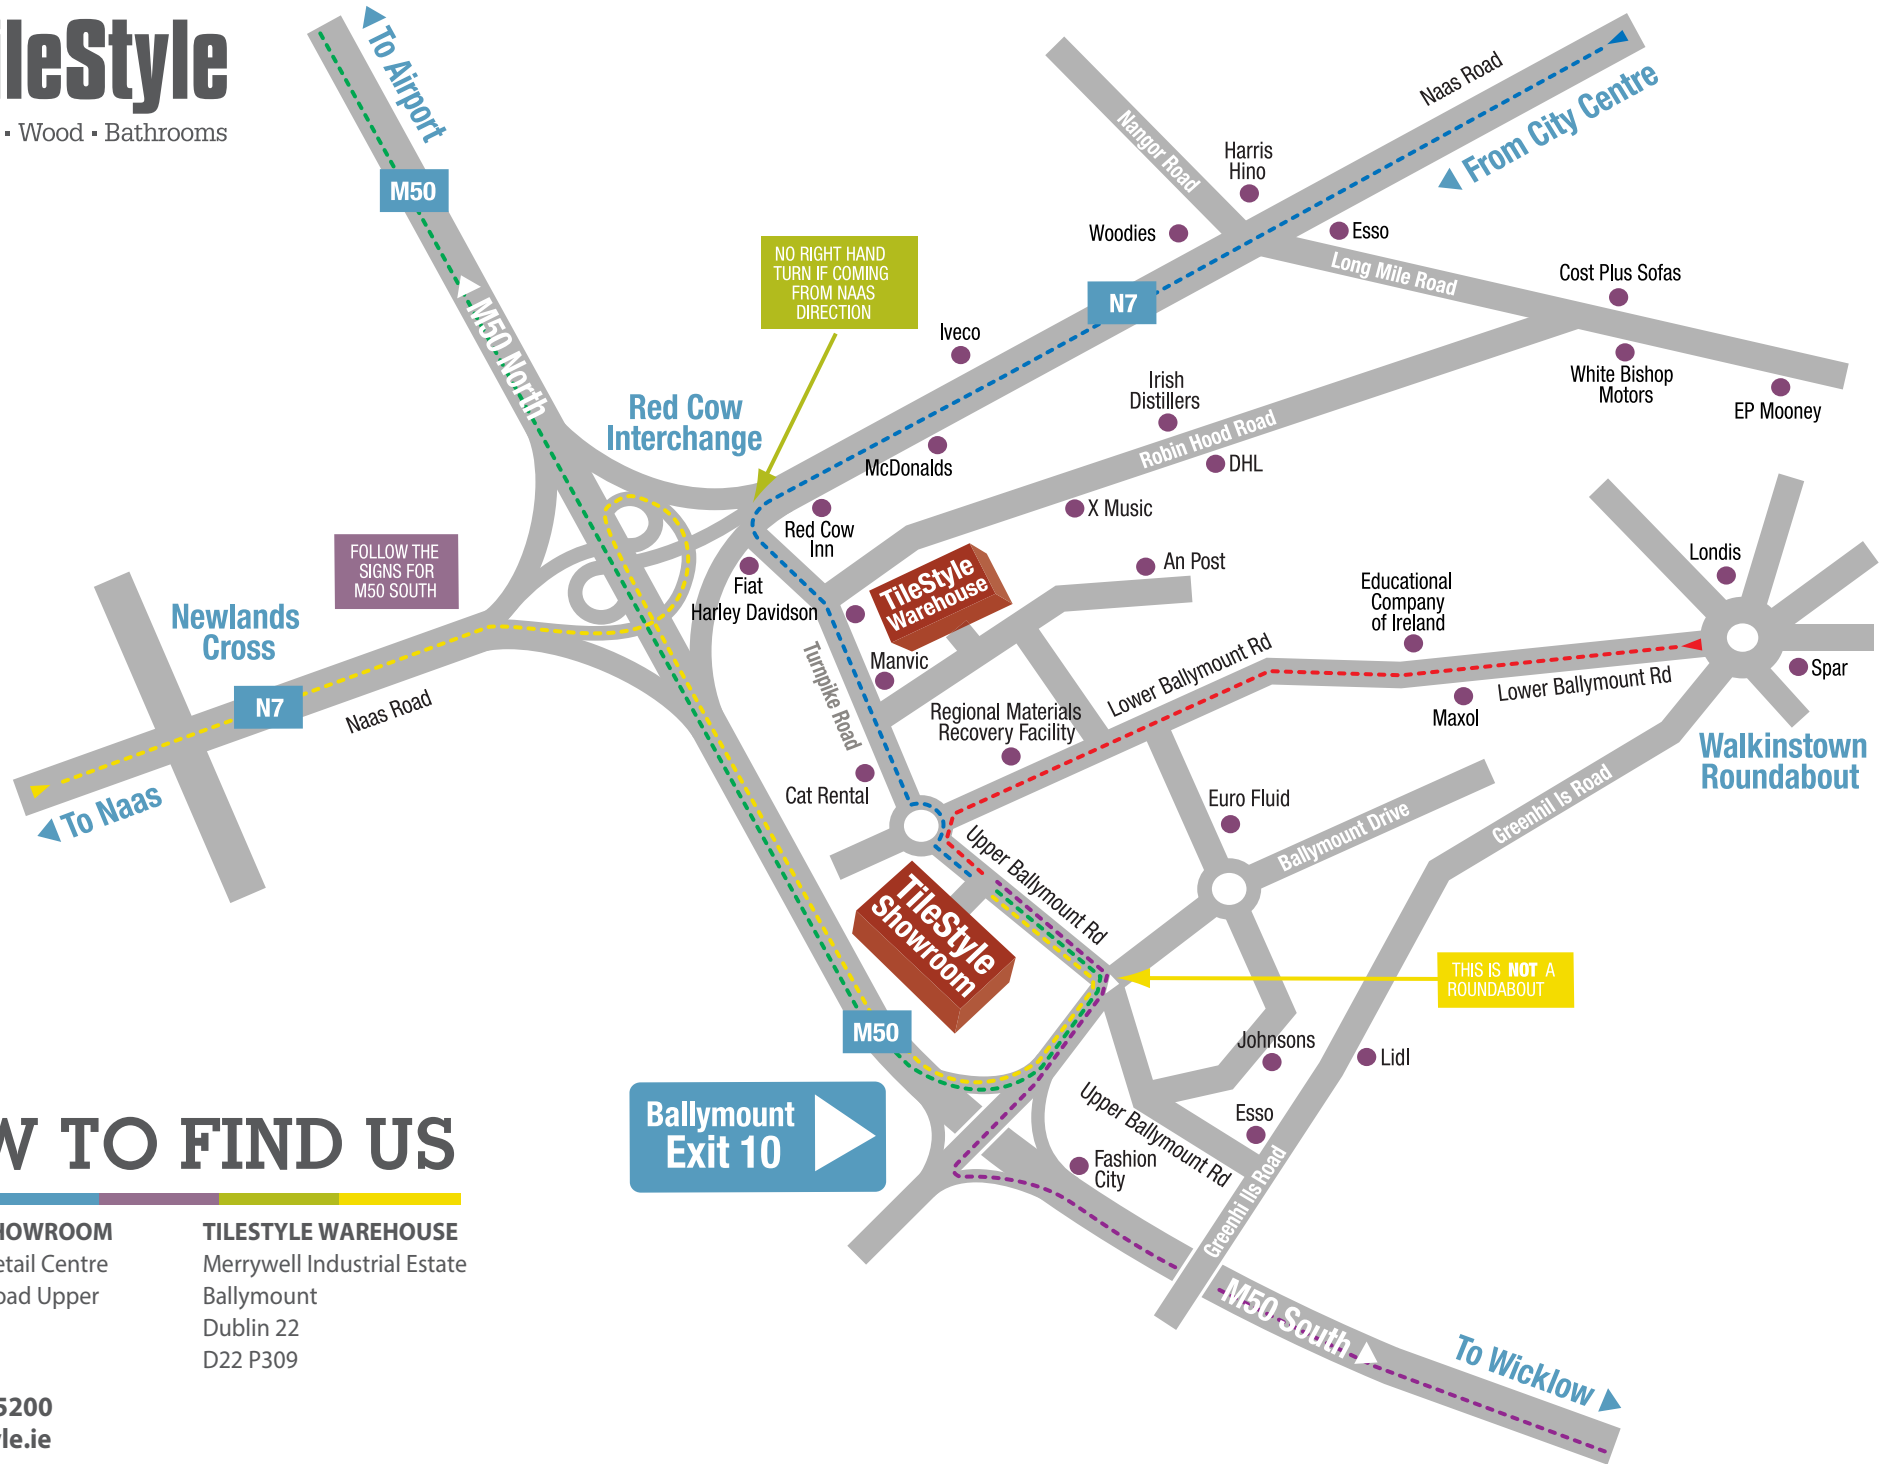 ileStyle
▪ Wood ▪ Bathrooms
To Airport
M50
M50 North
NO RIGHT HAND
TURN IF COMING
FROM NAAS
DIRECTION
Red Cow
Interchange
Naas Road
From City Centre
Nangor Road
Harris
Hino
Woodies
Esso
Long Mile Road
N7
Cost Plus Sofas
White Bishop
Motors
EP Mooney
Iveco
McDonalds
Irish
Distillers
Robin Hood Road
DHL
X Music
Red Cow
Inn
Fiat
Harley Davidson
TileStyle
Warehouse
An Post
FOLLOW THE
SIGNS FOR
M50 SOUTH
Newlands
Cross
N7
Naas Road
To Naas
Turnpike Road
Manvic
Regional Materials
Recovery Facility
Cat Rental
Lower Ballymount Rd
Educational
Company
of Ireland
Maxol
Lower Ballymount Rd
Londis
Spar
Walkinstown
Roundabout
Euro Fluid
Ballymount Drive
Greenhil ls Road
Upper Ballymount Rd
TileStyle
Showroom
THIS IS NOT A
ROUNDABOUT
M50
Ballymount
Exit 10
Johnsons
Lidl
Esso
Upper Ballymount Rd
Fashion
City
Greenhi lls Road
M50 South
To Wicklow
W TO FIND US
HOWROOM
etail Centre
oad Upper
TILESTYLE WAREHOUSE
Merrywell Industrial Estate
Ballymount
Dublin 22
D22 P309
5200
le.ie